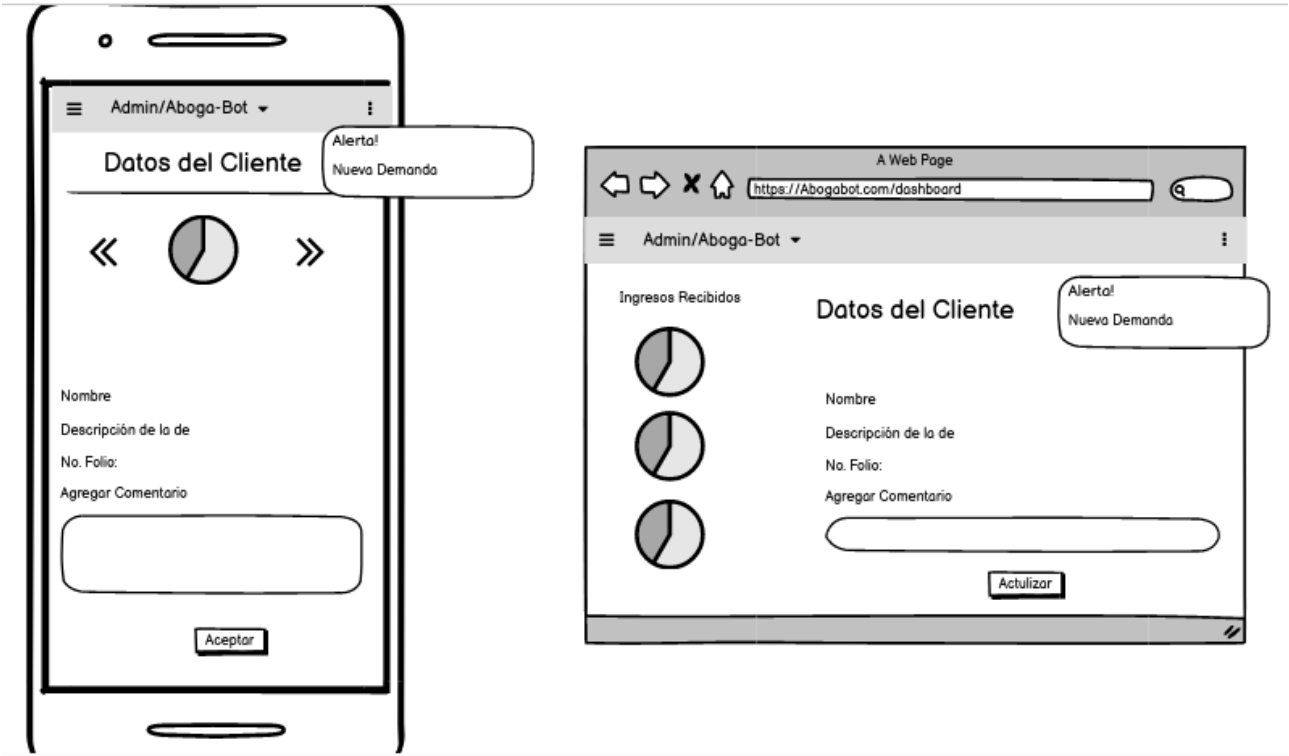 Admin/Aboga-Bot
Alerta!
Nueva Demanda
Datos del Cliente
Nombre
Descripción de la de
No. Folio:
Agregar Comentario
Aceptar
A Web Page
https://Abogabot.com/dashboard
Admin/Aboga-Bot
Alerta!
Nueva Demanda
Ingresos Recibidos
Datos del Cliente
Nombre
Descripción de la de
No. Folio:
Agregar Comentario
Actulizar